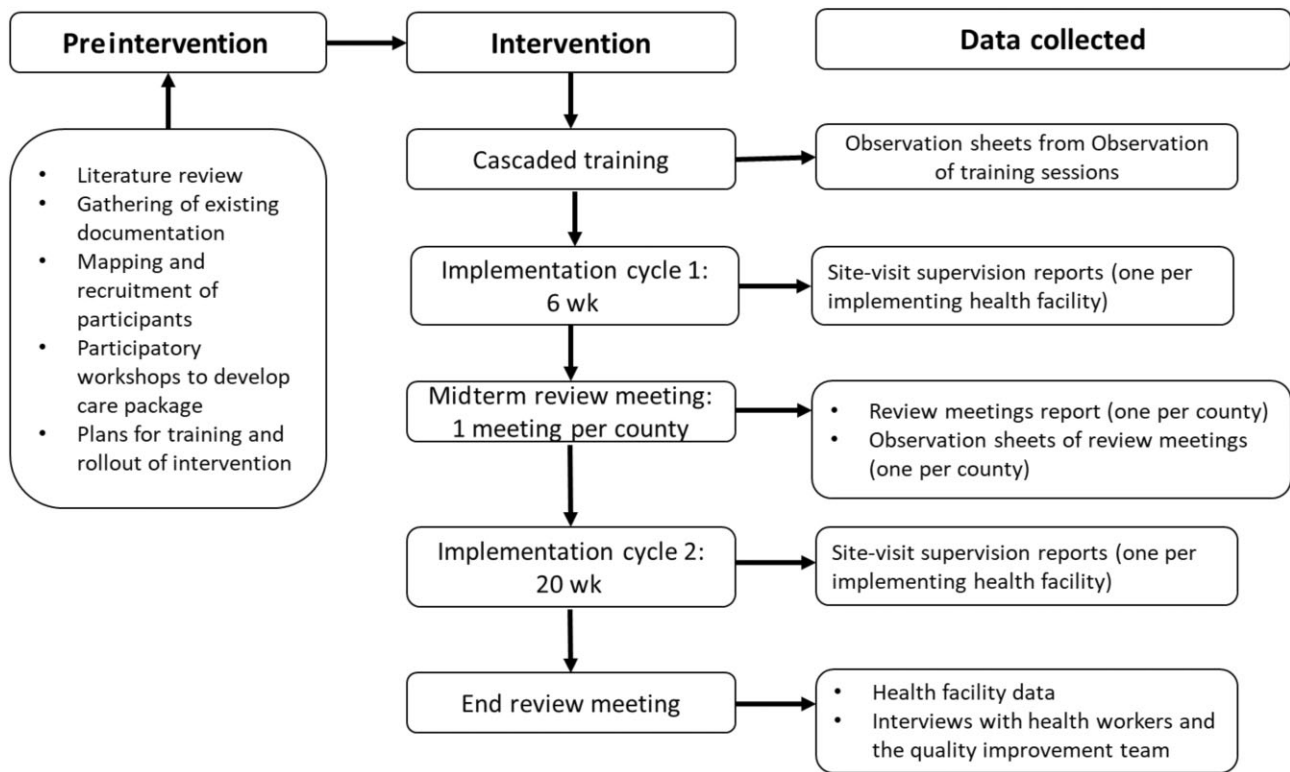 Preintervention
Intervention
Data collected
• Literature review
• Gathering of existing
documentation
• Mapping and
recruitment of
participants
• Participatory
workshops to develop
care package
• Plans for training and
rollout of intervention
Cascaded training
Observation sheets from Observation
of training sessions
Implementation cycle 1:
6 wk
Site-visit supervision reports (one per
implementing health facility)
Midterm review meeting:
1 meeting per county
• Review meetings report (one per county)
• Observation sheets of review meetings
(one per county)
Implementation cycle 2:
20 wk
Site-visit supervision reports (one per
implementing health facility)
End review meeting
• Health facility data
• Interviews with health workers and
the quality improvement team